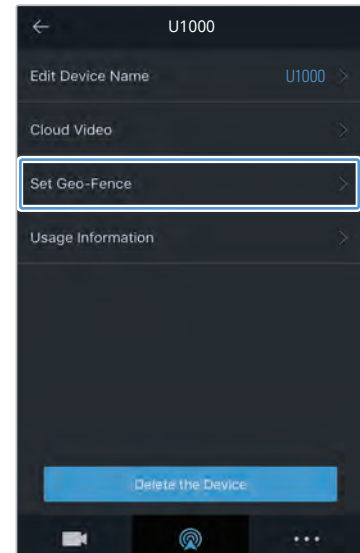 U1000
Edit Device Name U1000
Cloud Video
Set Geo-Fence
Usage Information
Delete the Device